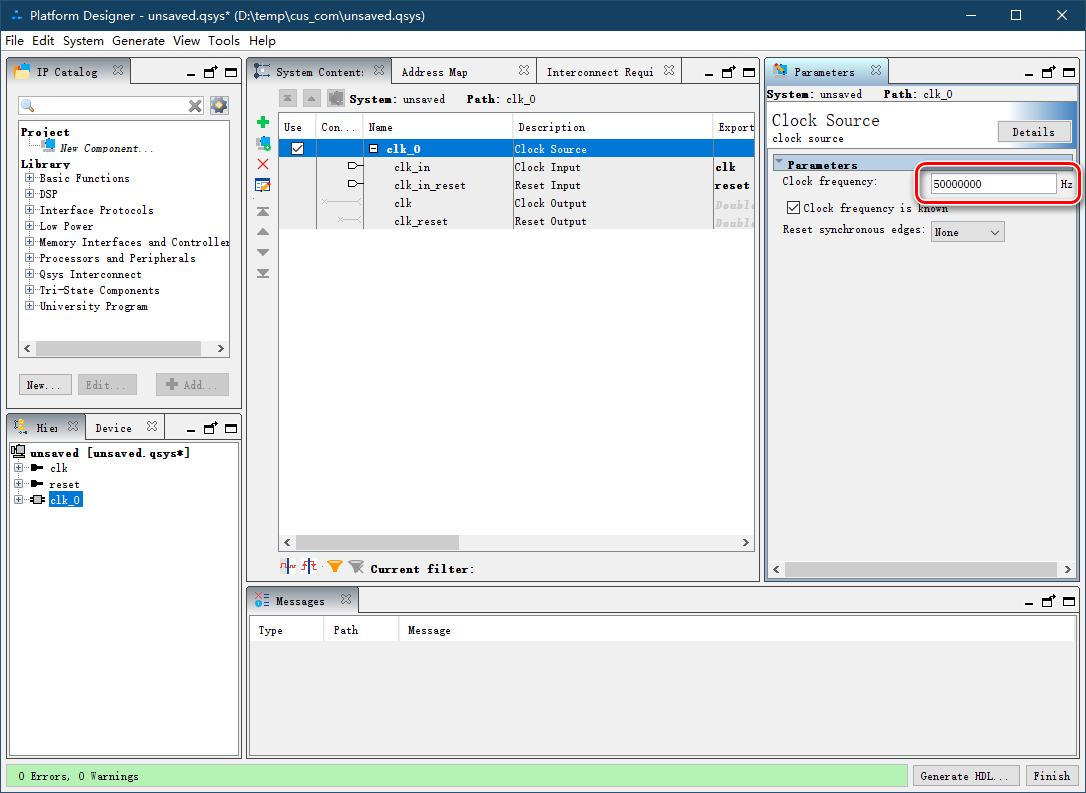 Platform Designer - unsaved.qsys* (D:\temp\cus_com\unsaved.qsys)
File Edit System Generate View Tools Help
IP Catalog
Project
New Component...
Library
Basic Functions
DSP
Interface Protocols
Low Power
Memory Interfaces and Controller
Processors and Peripherals
Qsys Interconnect
Tri-State Components
University Program
New... Edit... Add...
Hier Device
unsaved [unsaved.qsys*]
clk
reset
clk_0
System Content: Address Map Interconnect Requi
System: unsaved Path: clk_0
Use Con... Name Description Export
clk_0 Clock Source
clk_in Clock Input clk
clk_in_reset Reset Input reset
clk Clock Output Double
clk_reset Reset Output Double
Current filter:
Parameters
System: unsaved Path: clk_0
Clock Source
clock source
Details
Parameters
Clock frequency: 50000000 Hz
Clock frequency is known
Reset synchronous edges: None
Messages
Type Path Message
0 Errors, 0 Warnings
Generate HDL... Finish